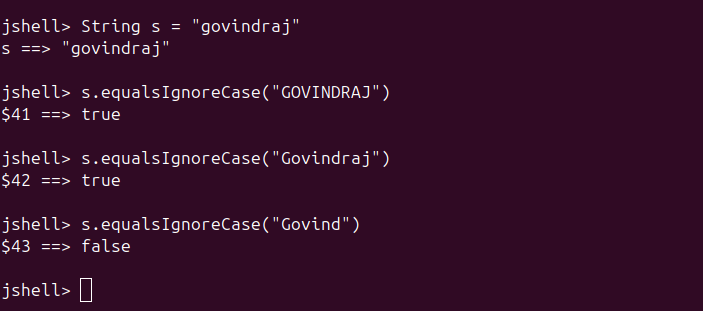 jshell> String s = "govindraj"
s ==> "govindraj"
jshell> s.equalsIgnoreCase("GOVINDRAJ")
$41 ==> true
jshell> s.equalsIgnoreCase("Govindraj")
$42 ==> true
jshell> s.equalsIgnoreCase("Govind")
$43 ==> false
jshell>